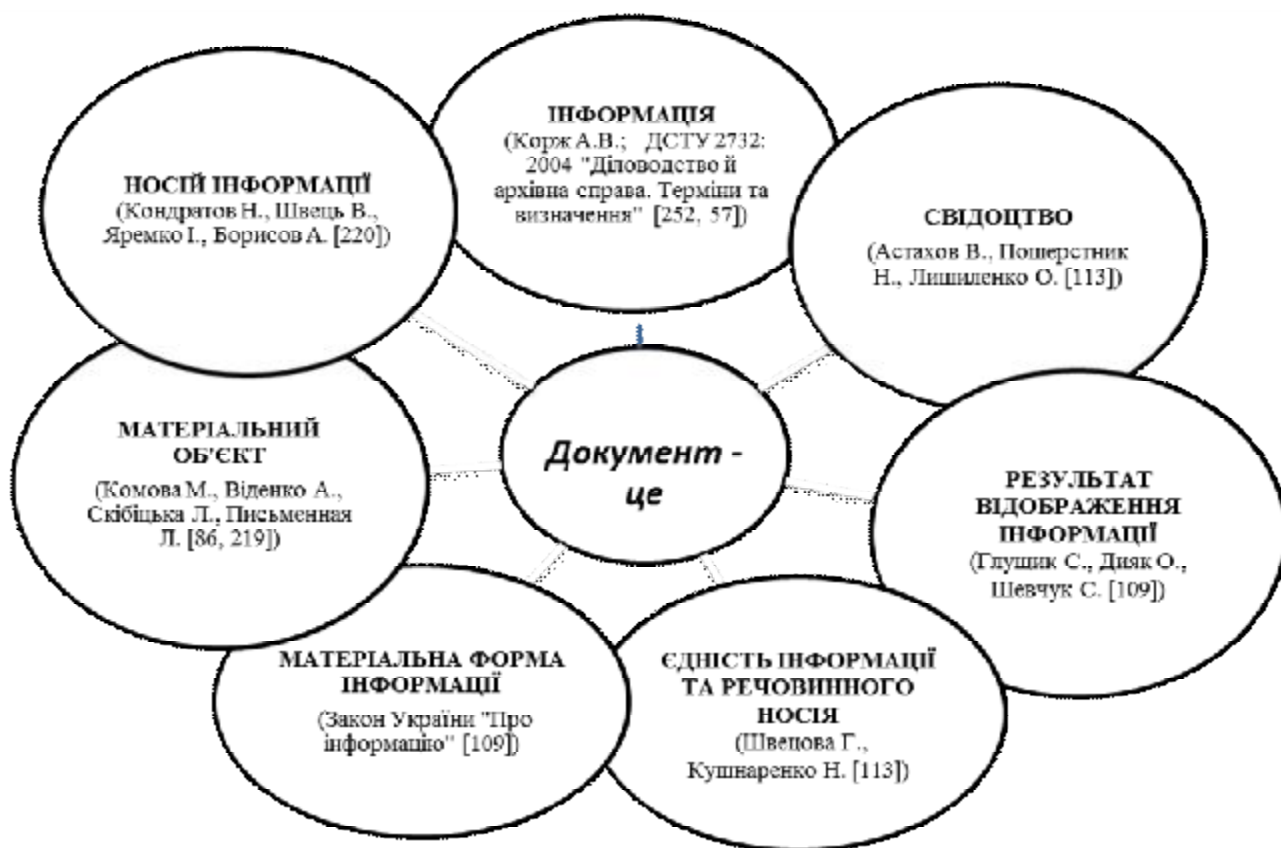 ІНФОРМАЦІЯ
(Корж А.В.; ДСТУ 2732:
2004 "Діловодство й
архівна справа. Терміни та
визначення" [252, 57])
НОСІЙ ІНФОРМАЦІЇ
(Кондратов Н., Швець В.,
Яремко І., Борисов А. [220])
СВІДОЦТВО
(Астахов В., Пошерстник
Н., Лишиленко О. [113])
МАТЕРІАЛЬНИЙ
ОБ'ЄКТ
(Комова М., Віденко А.,
Скібіцька Л., Письменная
Л. [86, 219])
Документ -
це
РЕЗУЛЬТАТ
ВІДОБРАЖЕННЯ
ІНФОРМАЦІЇ
(Глущик С., Дияк О.,
Шевчук С. [109])
МАТЕРІАЛЬНА ФОРМА
ІНФОРМАЦІЇ
(Закон України "Про
інформацію" [109])
ЄДНІСТЬ ІНФОРМАЦІЇ
ТА РЕЧОВИННОГО
НОСІЯ
(Швецова Г.,
Кушнаренко Н. [113])